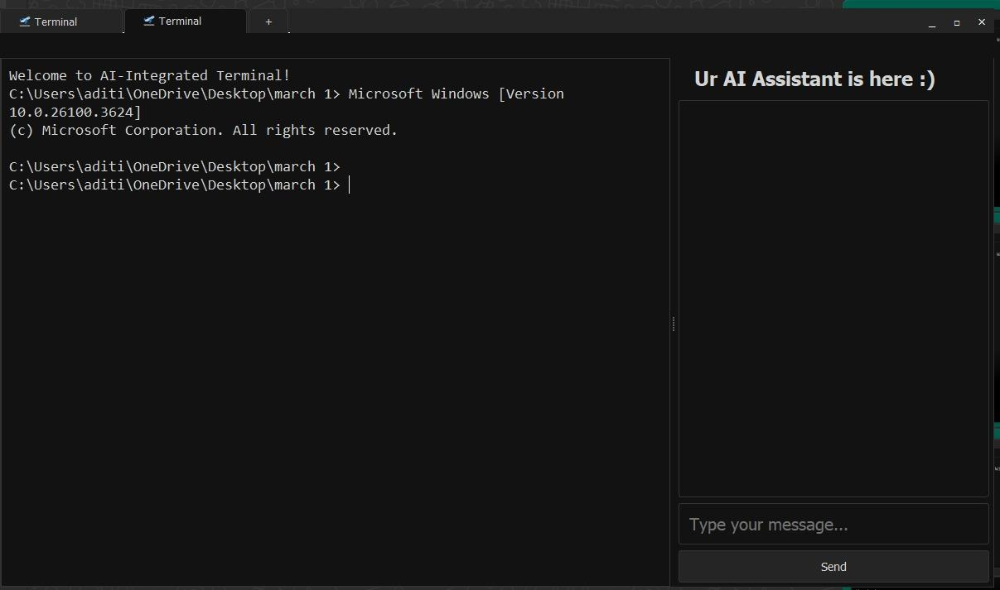 Terminal
Terminal
+
Welcome to AI-Integrated Terminal!
C:\Users\aditi\OneDrive\Desktop\march 1> Microsoft Windows [Version
10.0.26100.3624]
(c) Microsoft Corporation. All rights reserved.
C:\Users\aditi\OneDrive\Desktop\march 1>
C:\Users\aditi\OneDrive\Desktop\march 1>
Ur AI Assistant is here :)
Type your message...
Send